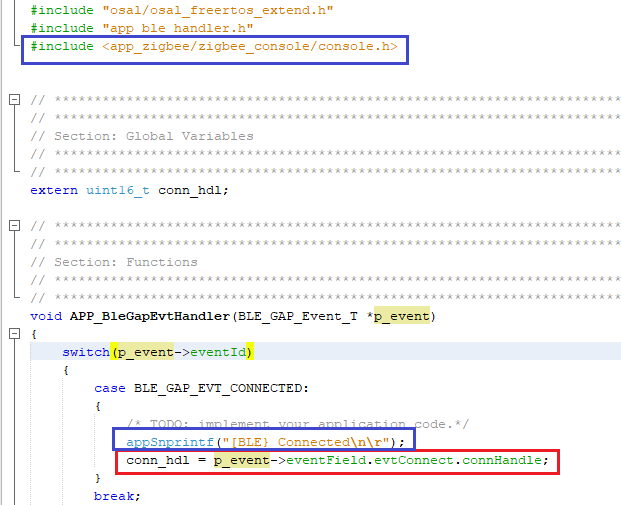 #include "osal/osal_freertos_extend.h"
#include "app_ble_handler.h"
#include <app_zigbee/zigbee_console/console.h>
// ***********************************************************************
// ***********************************************************************
// Section: Global Variables
// ***********************************************************************
// ***********************************************************************
extern uint16_t conn_hdl;
// ***********************************************************************
// ***********************************************************************
// Section: Functions
// ***********************************************************************
// ***********************************************************************
void APP_BleGapEvtHandler(BLE_GAP_Event_T *p_event)
{
switch(p_event->eventId)
{
case BLE_GAP_EVT_CONNECTED:
{
/* TODO: implement your application code.*/
appSnprintf("[BLE} Connected\n\r");
conn_hdl = p_event->eventField.evtConnect.connHandle;
}
break;